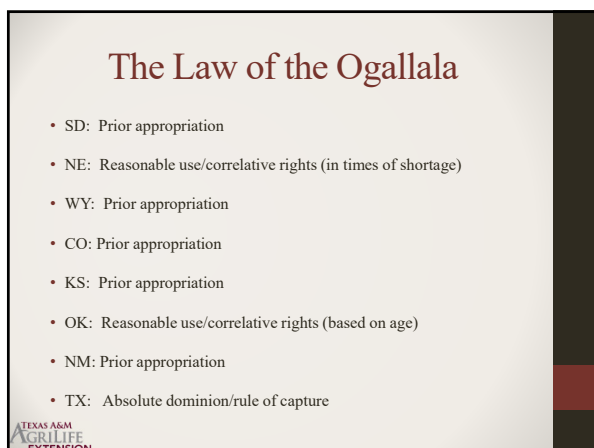 The Law of the Ogallala
• SD: Prior appropriation
• NE: Reasonable use/correlative rights (in times of shortage)
• WY: Prior appropriation
• CO: Prior appropriation
• KS: Prior appropriation
• OK: Reasonable use/correlative rights (based on age)
• NM: Prior appropriation
• TX: Absolute dominion/rule of capture
TEXAS A&M
AGRILIFE
EXTENSION